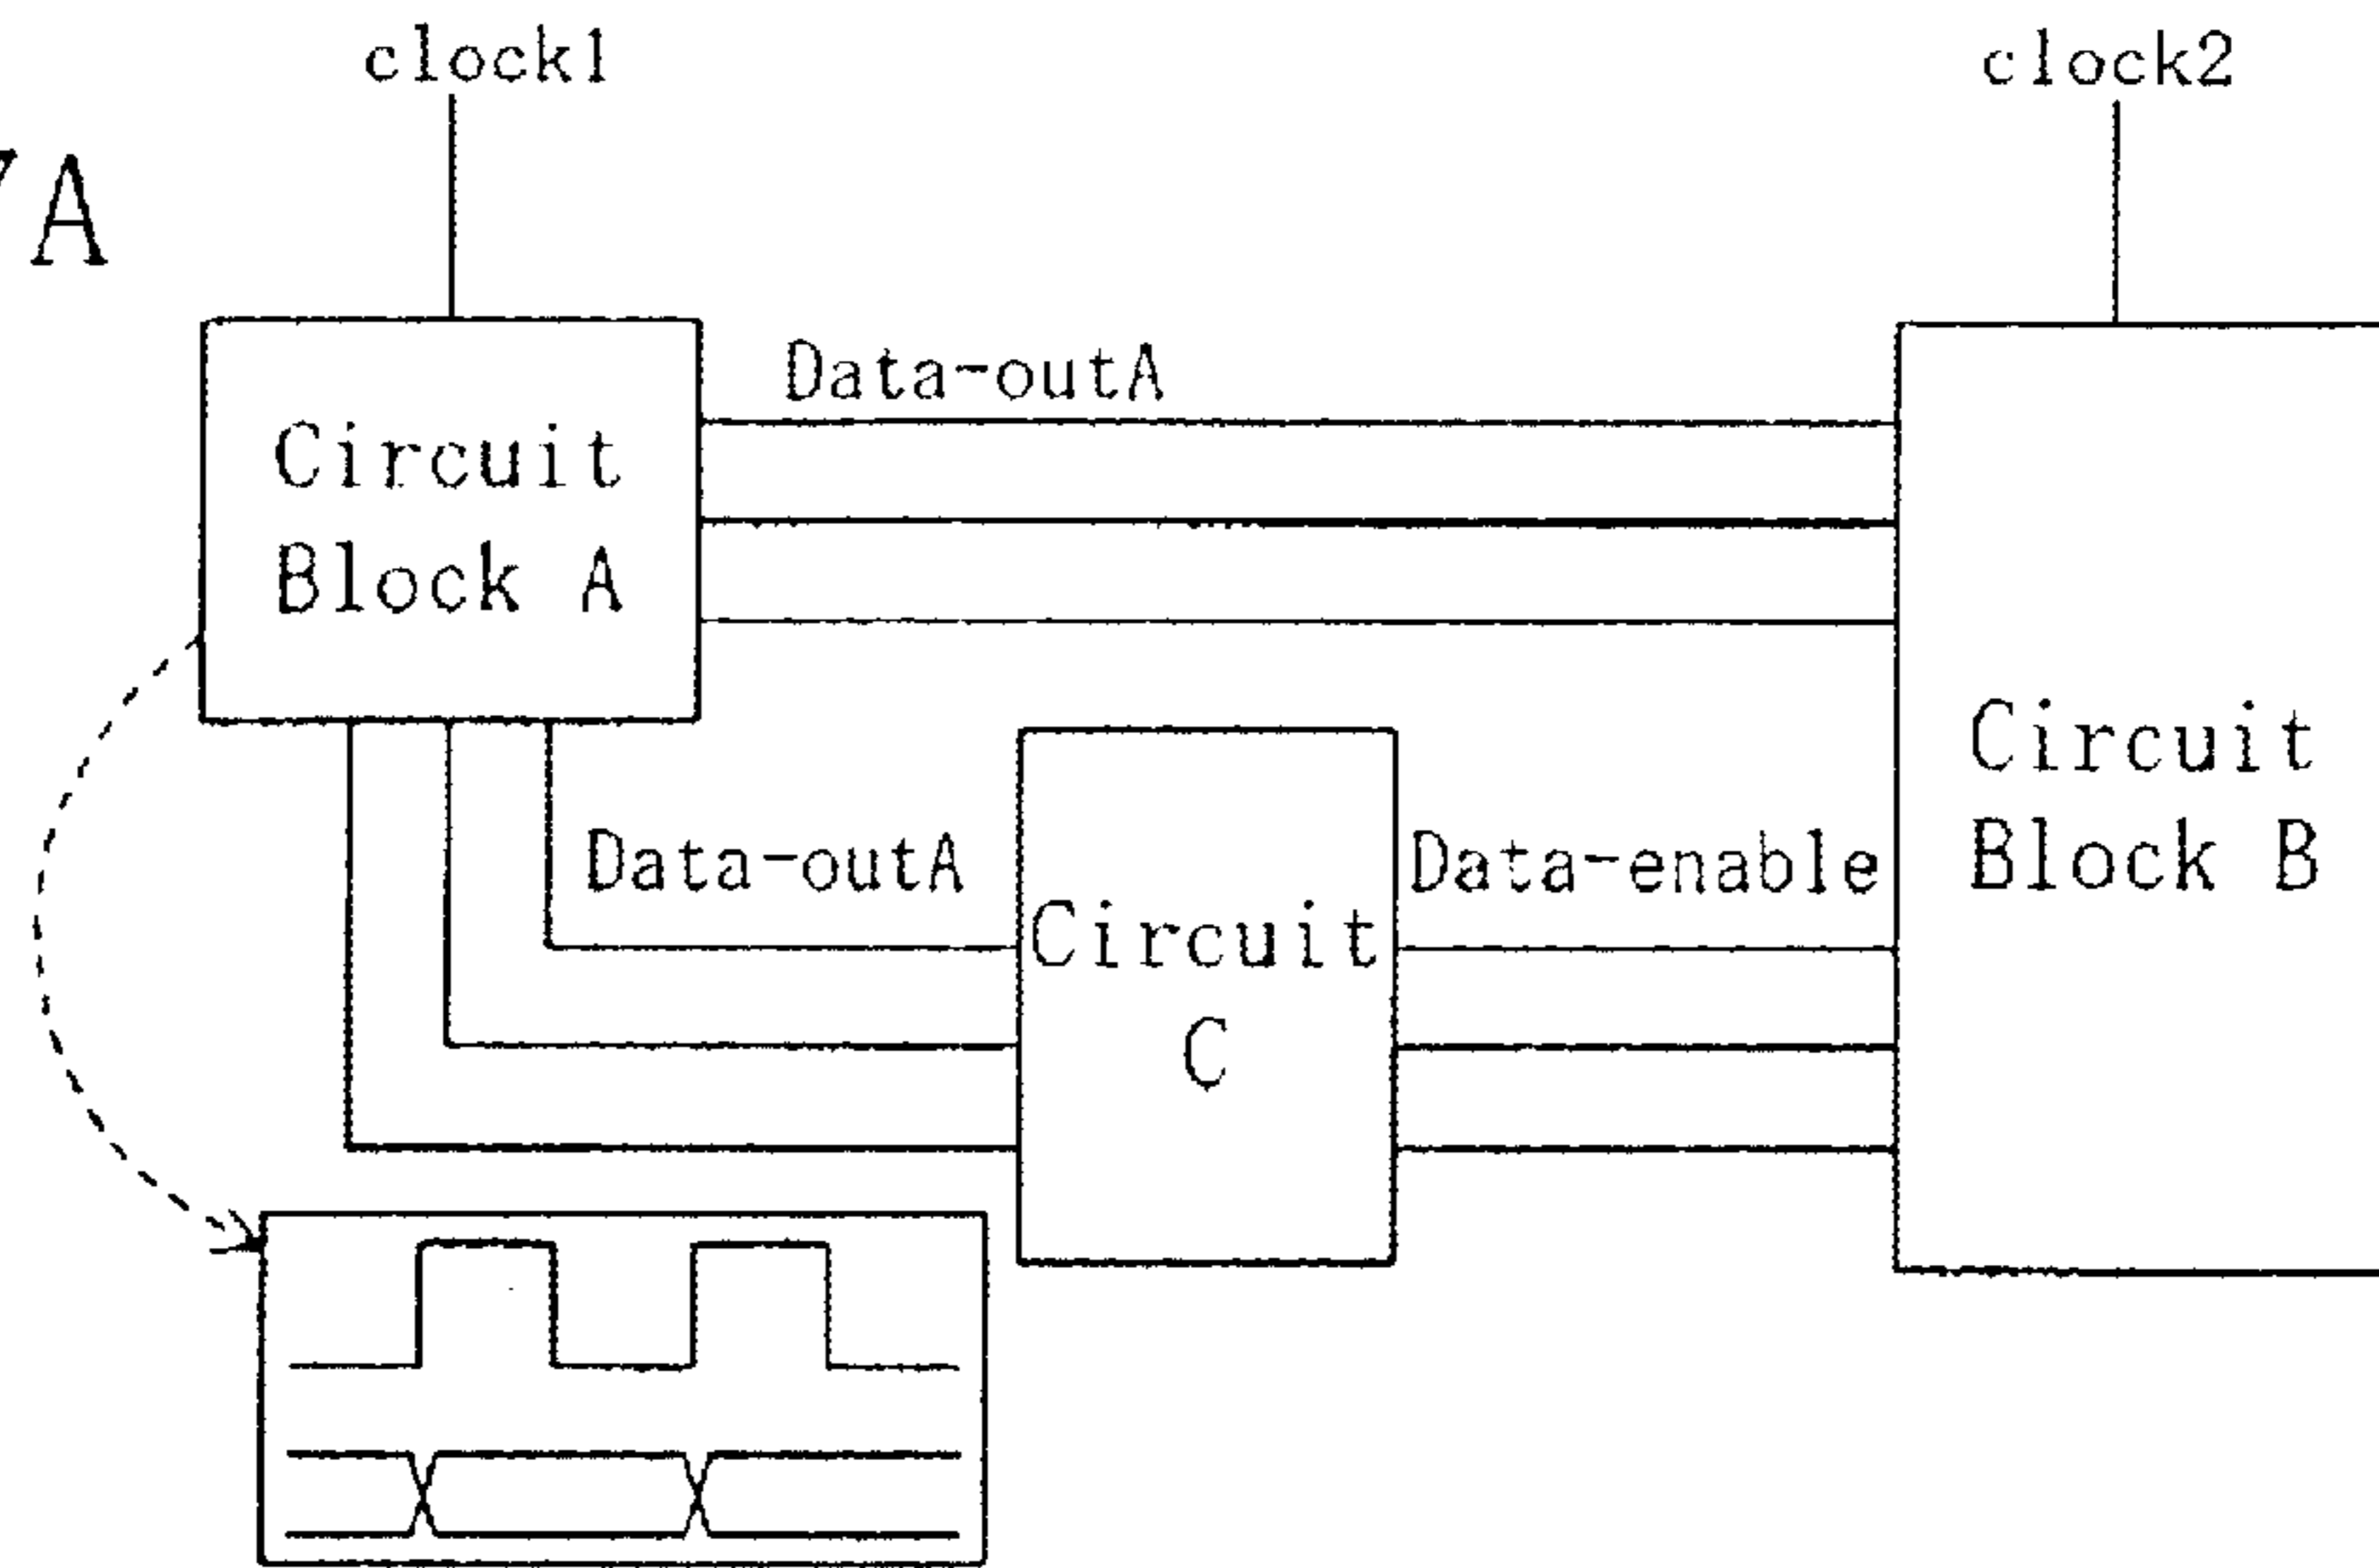 clock1
clock2
7A
Data-outA
Circuit
Block A
Circuit
Block B
Data-outA
Data-enable
Circuit
C